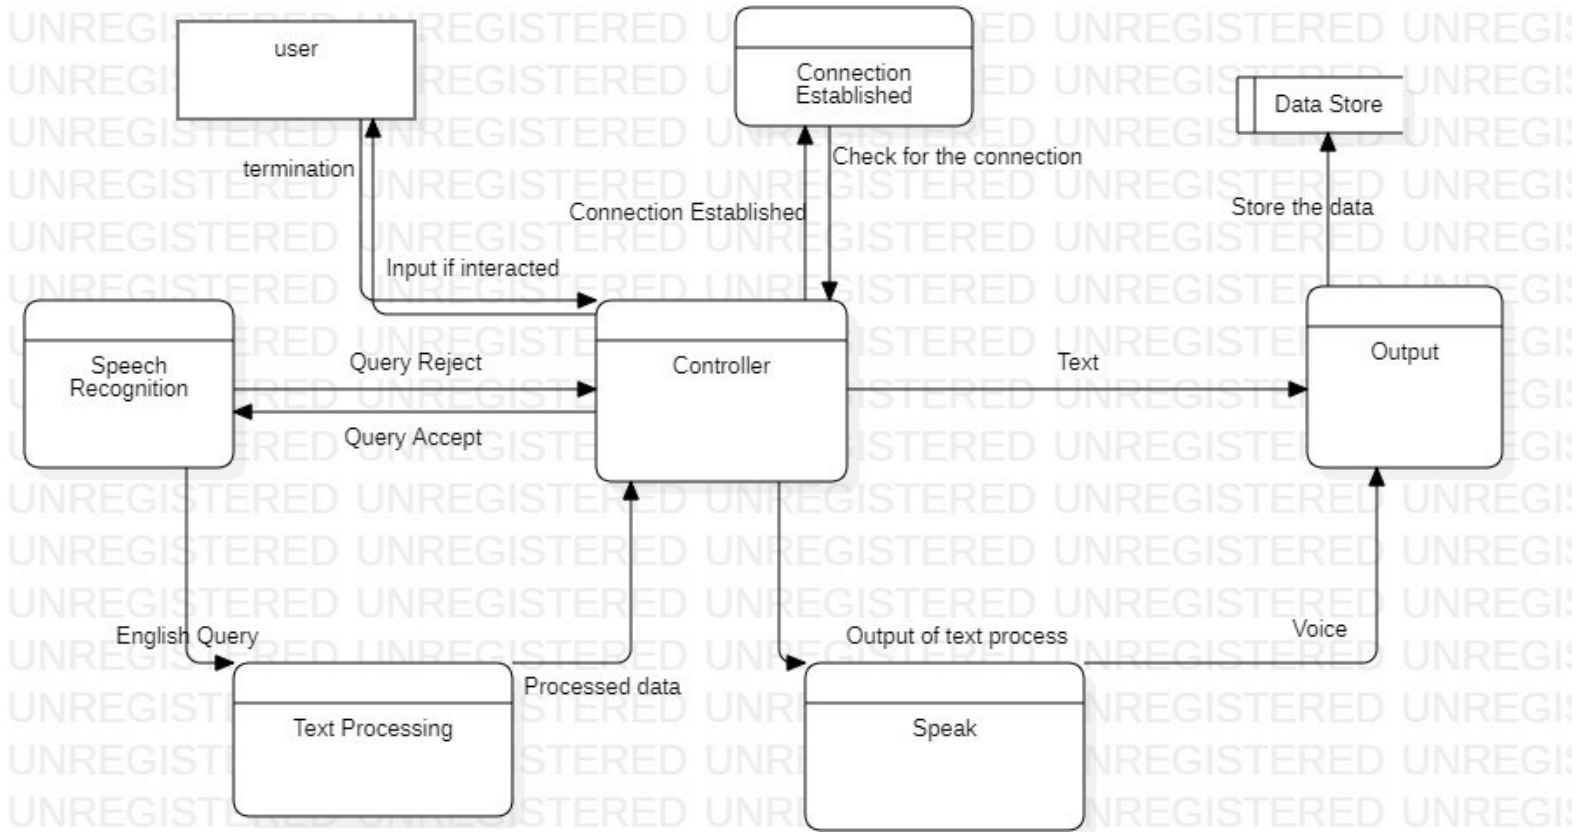 user
Connection
Established
Data Store
termination
Check for the connection
Connection Established
Store the data
Input if interacted
Speech
Recognition
Query Reject
Controller
Text
Output
Query Accept
English Query
Output of text process
Voice
Processed data
Text Processing
Speak
UNREGISTERED